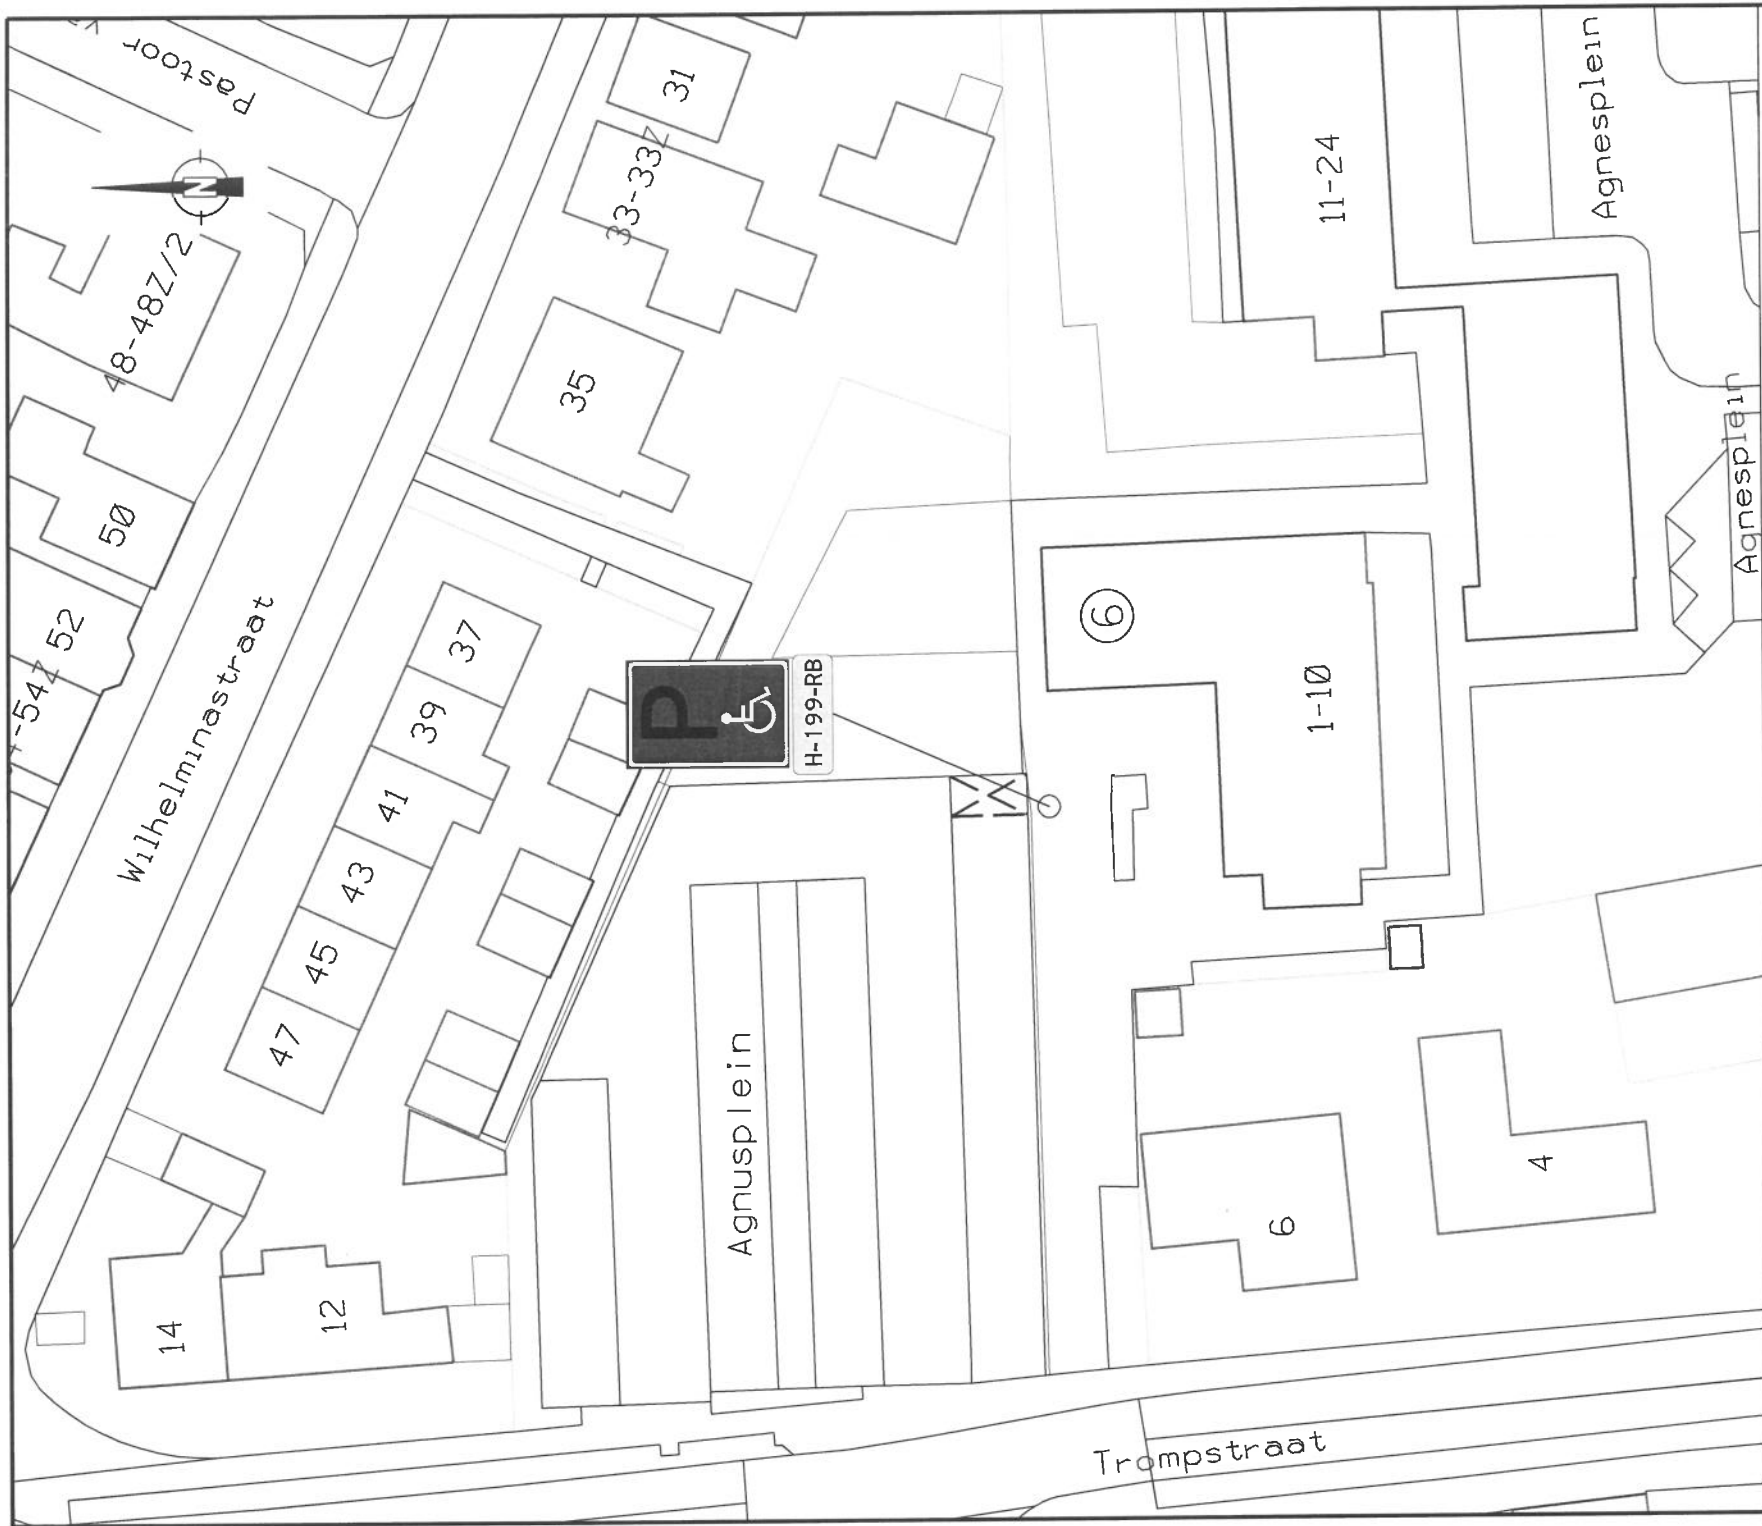 Pastoor v
31
33-33Z
48-48Z/2
35
50
52
-54Z
Wilhelminastraat
37
39
41
43
45
47
14
12
N
P
H-199-RB
Agnusplein
6
1-10
11-24
Agnesplein
Agnesplein
6
4
Trompstraat